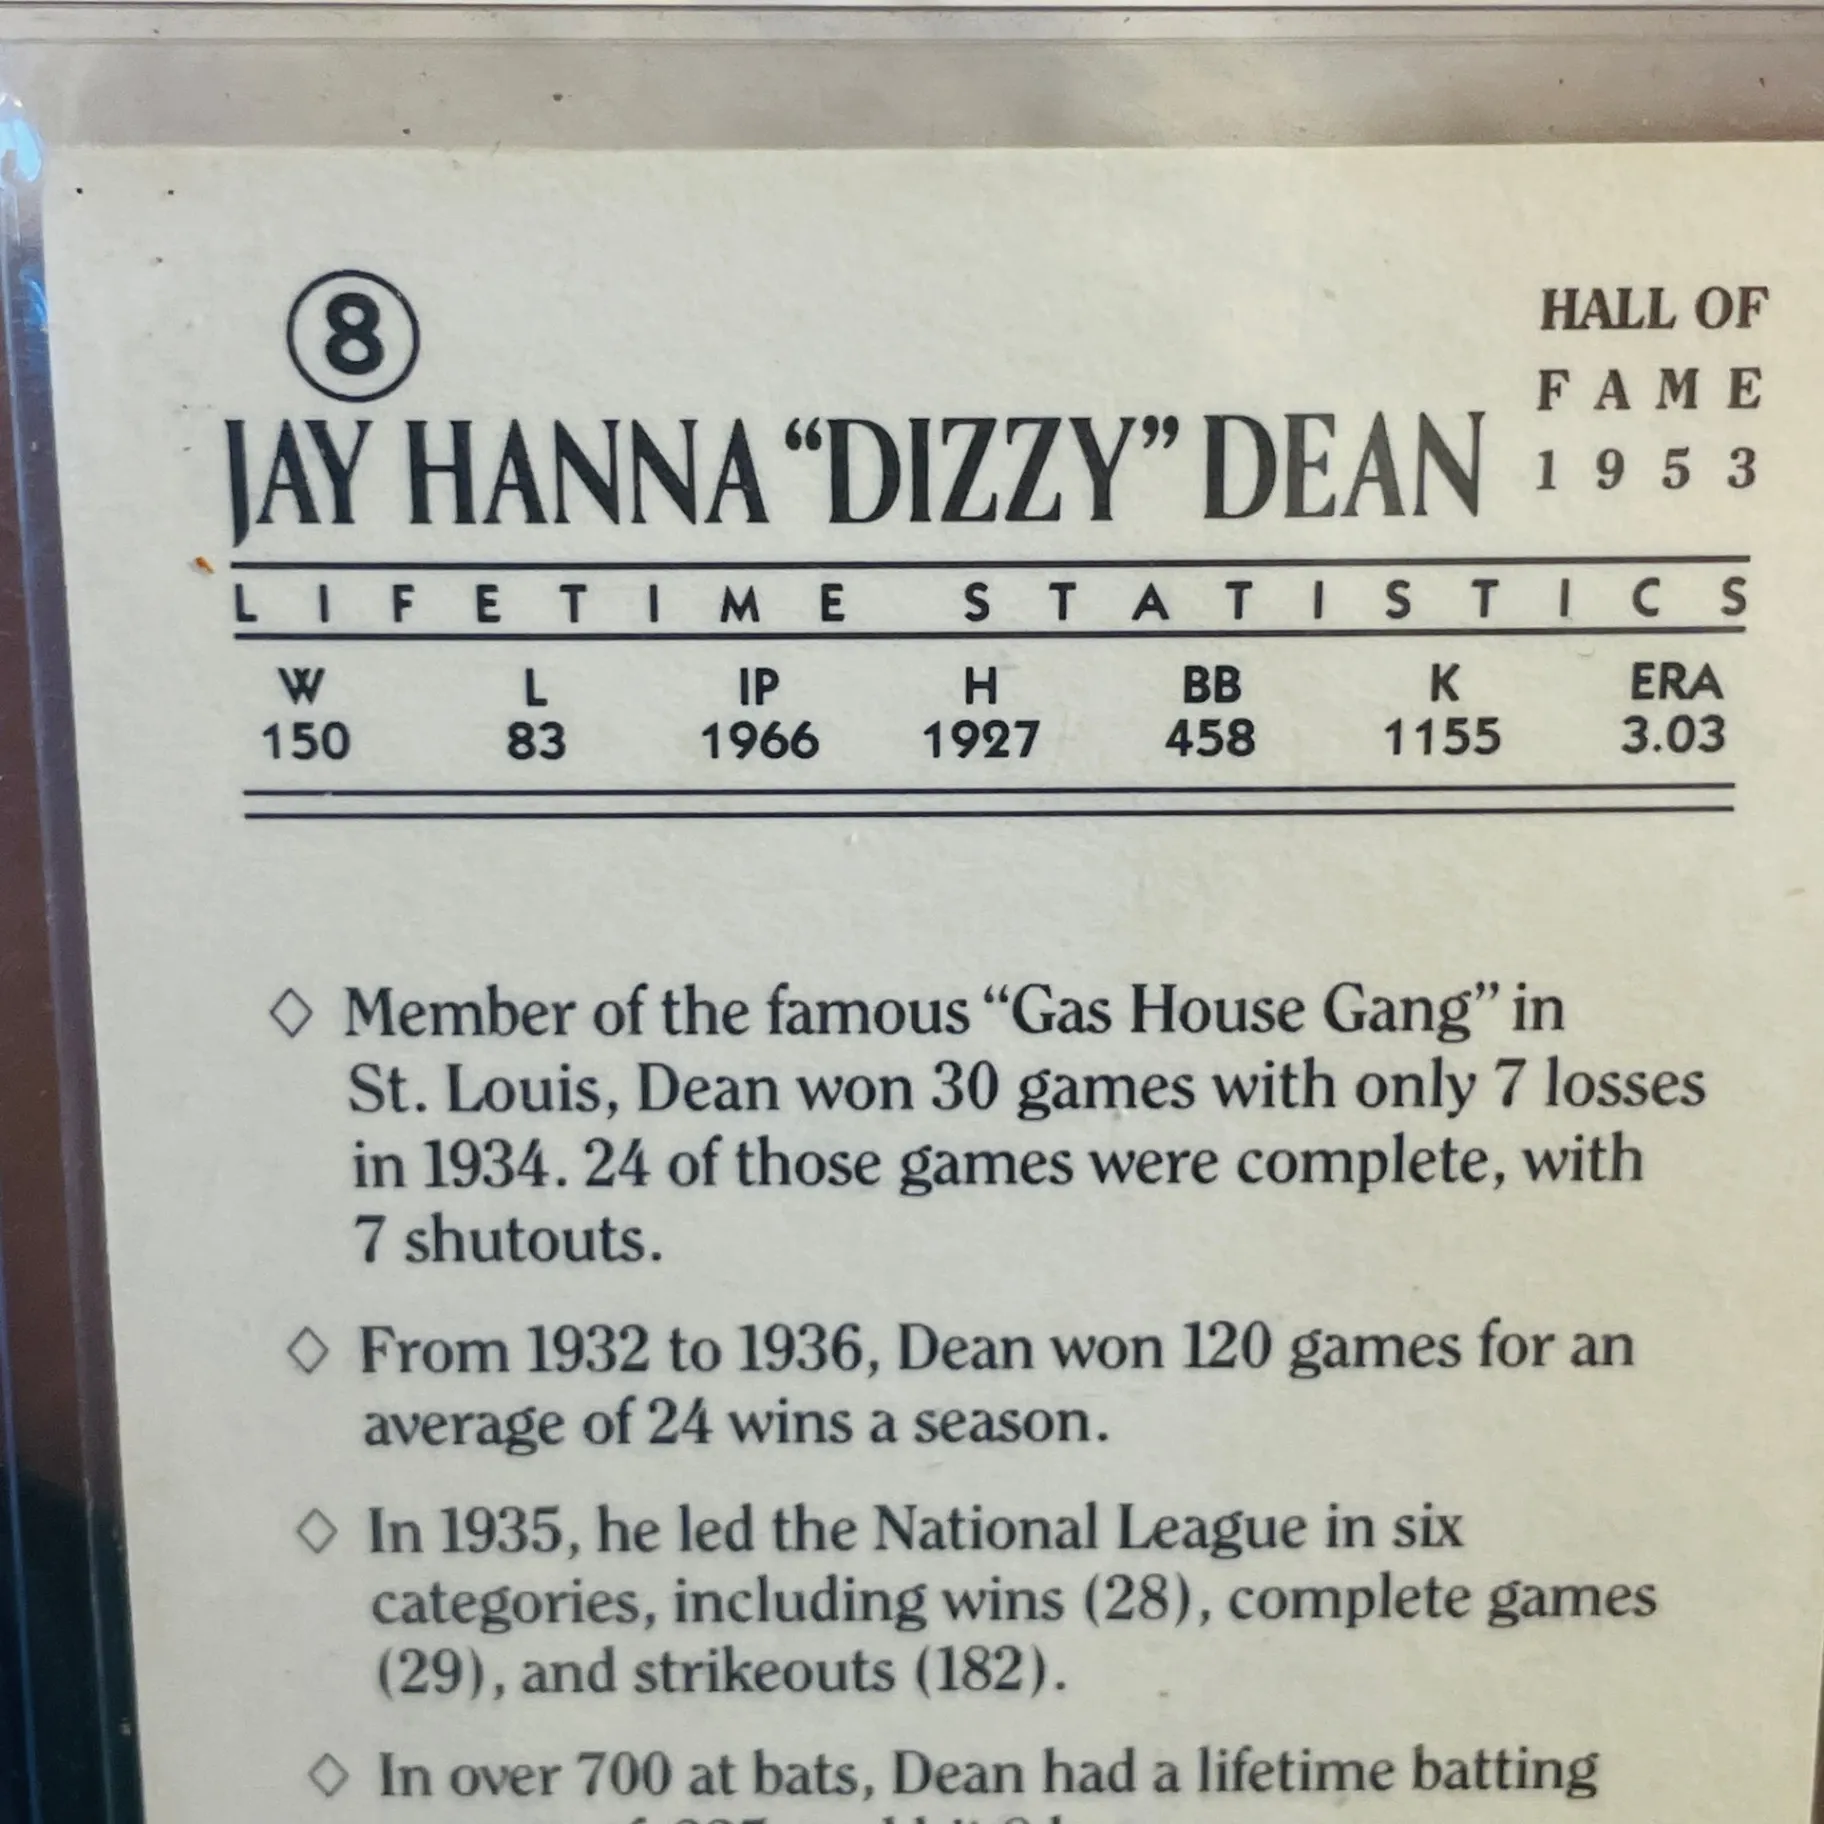 8
HALL OF
FAME
1953
JAY HANNA “DIZZY” DEAN
LIFETIME STATISTICS
W L IP H BB K ERA
150 83 1966 1927 458 1155 3.03
◇ Member of the famous “Gas House Gang” in
St. Louis, Dean won 30 games with only 7 losses
in 1934. 24 of those games were complete, with
7 shutouts.
◇ From 1932 to 1936, Dean won 120 games for an
average of 24 wins a season.
◇ In 1935, he led the National League in six
categories, including wins (28), complete games
(29), and strikeouts (182).
◇ In over 700 at bats, Dean had a lifetime batting